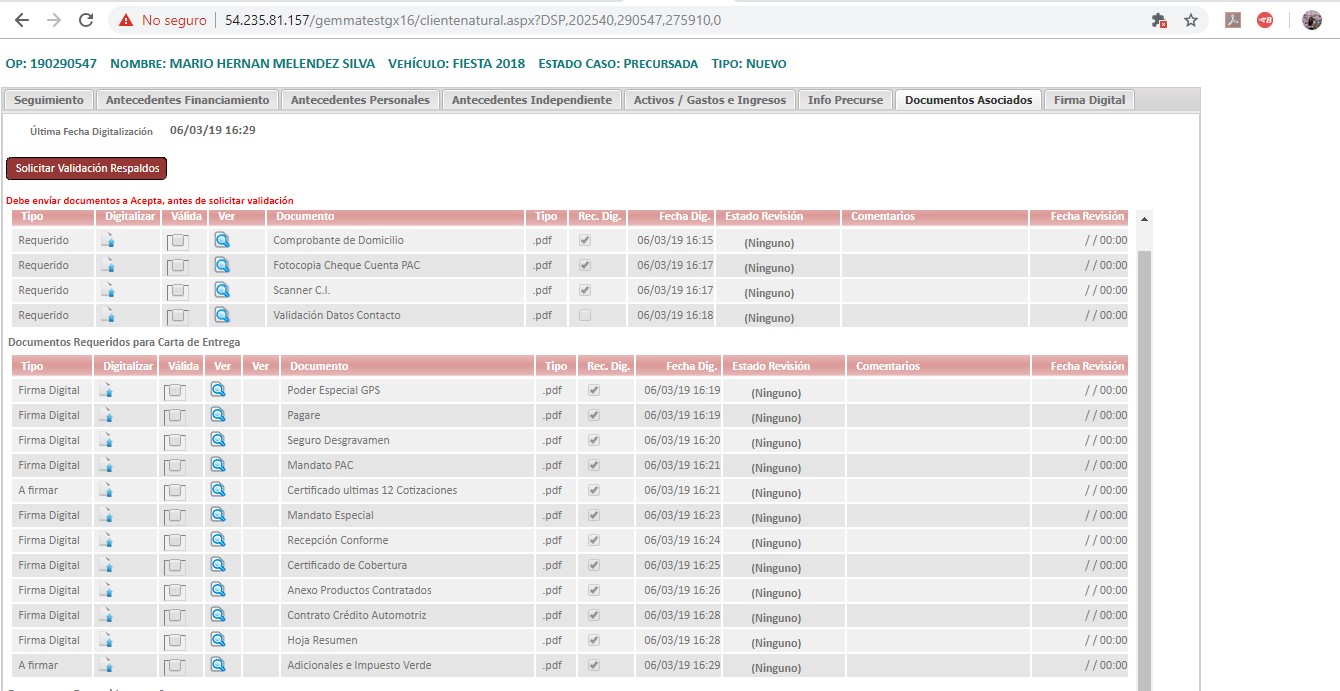 No seguro 54.235.81.157/gemmatestgx16/clientenatural.aspx?DSP,202540,290547,275910,0
OP: 190290547 NOMBRE: MARIO HERNAN MELENDEZ SILVA VEHÍCULO: FIESTA 2018 ESTADO CASO: PRECURSADA TIPO: NUEVO
Seguimiento Antecedentes Financiamiento Antecedentes Personales Antecedentes Independiente Activos / Gastos e Ingresos Info Precurse Documentos Asociados Firma Digital
Última Fecha Digitalización 06/03/19 16:29
Solicitar Validación Respaldos
Debe enviar documentos a Acepta, antes de solicitar validación
Tipo Digitalizar Válida Ver Documento Tipo Rec. Dig. Fecha Dig. Estado Revisión Comentarios Fecha Revisión
Requerido Comprobante de Domicilio .pdf 06/03/19 16:15 (Ninguno) / / 00:00
Requerido Fotocopia Cheque Cuenta PAC .pdf 06/03/19 16:17 (Ninguno) / / 00:00
Requerido Scanner C.I. .pdf 06/03/19 16:17 (Ninguno) / / 00:00
Requerido Validación Datos Contacto .pdf 06/03/19 16:18 (Ninguno) / / 00:00
Documentos Requeridos para Carta de Entrega
Tipo Digitalizar Válida Ver Ver Documento Tipo Rec. Dig. Fecha Dig. Estado Revisión Comentarios Fecha Revisión
Firma Digital Poder Especial GPS .pdf 06/03/19 16:19 (Ninguno) / / 00:00
Firma Digital Pagare .pdf 06/03/19 16:19 (Ninguno) / / 00:00
Firma Digital Seguro Desgravamen .pdf 06/03/19 16:20 (Ninguno) / / 00:00
Firma Digital Mandato PAC .pdf 06/03/19 16:21 (Ninguno) / / 00:00
A firmar Certificado ultimas 12 Cotizaciones .pdf 06/03/19 16:21 (Ninguno) / / 00:00
Firma Digital Mandato Especial .pdf 06/03/19 16:23 (Ninguno) / / 00:00
Firma Digital Recepción Conforme .pdf 06/03/19 16:24 (Ninguno) / / 00:00
Firma Digital Certificado de Cobertura .pdf 06/03/19 16:25 (Ninguno) / / 00:00
Firma Digital Anexo Productos Contratados .pdf 06/03/19 16:26 (Ninguno) / / 00:00
Firma Digital Contrato Crédito Automotriz .pdf 06/03/19 16:28 (Ninguno) / / 00:00
Firma Digital Hoja Resumen .pdf 06/03/19 16:28 (Ninguno) / / 00:00
A firmar Adicionales e Impuesto Verde .pdf 06/03/19 16:29 (Ninguno) / / 00:00